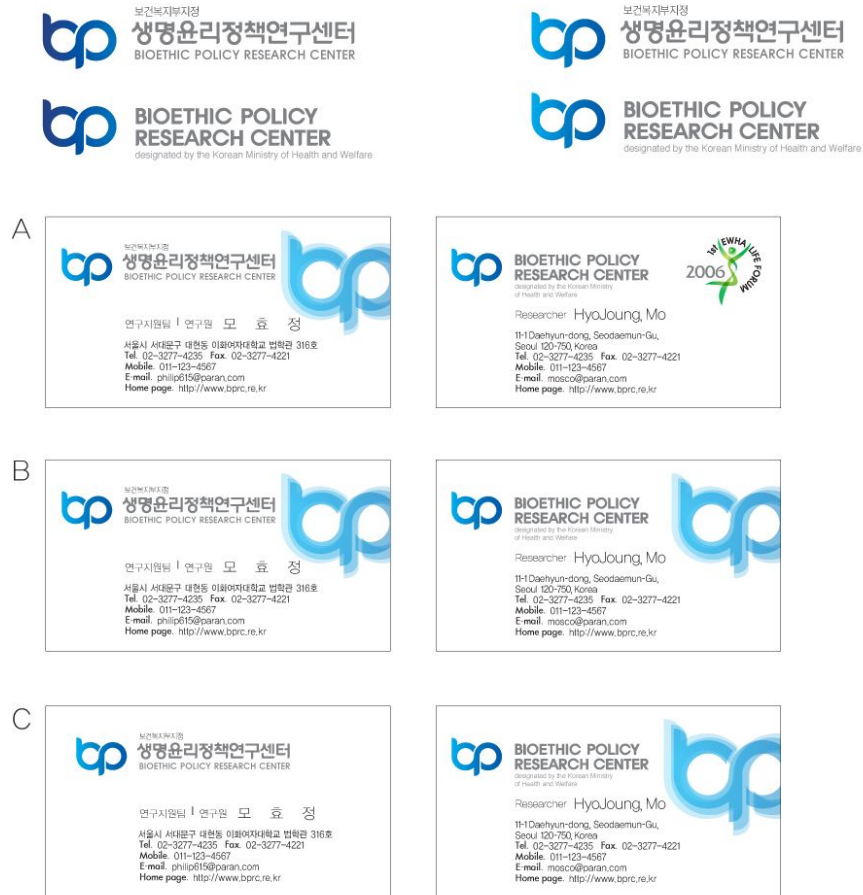 보건복지부지정
생명윤리정책연구센터
BIOETHIC POLICY RESEARCH CENTER
보건복지부지정
생명윤리정책연구센터
BIOETHIC POLICY RESEARCH CENTER
BIOETHIC POLICY
RESEARCH CENTER
designated by the Korean Ministry of Health and Welfare
BIOETHIC POLICY
RESEARCH CENTER
designated by the Korean Ministry of Health and Welfare
A
보건복지부지정
생명윤리정책연구센터
BIOETHIC POLICY RESEARCH CENTER
연구지원팀 | 연구원 모 효 정
서울시 서대문구 대현동 이화여자대학교 법학관 316호
Tel. 02-3277-4235 Fax. 02-3277-4221
Mobile. 011-123-4567
E-mail. philip615@paran.com
Home page. http://www.bprc.re.kr
BIOETHIC POLICY
RESEARCH CENTER
designated by the Korean Ministry
of Health and Welfare
1st EWHA LIFE FORUM
2006
Researcher HyoJoung, Mo
11-1 Daehyun-dong, Seodaemun-Gu,
Seoul 120-750, Korea
Tel. 02-3277-4235 Fax. 02-3277-4221
Mobile. 011-123-4567
E-mail. mosco@paran.com
Home page. http://www.bprc.re.kr
B
보건복지부지정
생명윤리정책연구센터
BIOETHIC POLICY RESEARCH CENTER
연구지원팀 | 연구원 모 효 정
서울시 서대문구 대현동 이화여자대학교 법학관 316호
Tel. 02-3277-4235 Fax. 02-3277-4221
Mobile. 011-123-4567
E-mail. philip615@paran.com
Home page. http://www.bprc.re.kr
BIOETHIC POLICY
RESEARCH CENTER
designated by the Korean Ministry
of Health and Welfare
Researcher HyoJoung, Mo
11-1 Daehyun-dong, Seodaemun-Gu,
Seoul 120-750, Korea
Tel. 02-3277-4235 Fax. 02-3277-4221
Mobile. 011-123-4567
E-mail. mosco@paran.com
Home page. http://www.bprc.re.kr
C
보건복지부지정
생명윤리정책연구센터
BIOETHIC POLICY RESEARCH CENTER
연구지원팀 | 연구원 모 효 정
서울시 서대문구 대현동 이화여자대학교 법학관 316호
Tel. 02-3277-4235 Fax. 02-3277-4221
Mobile. 011-123-4567
E-mail. philip615@paran.com
Home page. http://www.bprc.re.kr
BIOETHIC POLICY
RESEARCH CENTER
designated by the Korean Ministry
of Health and Welfare
Researcher HyoJoung, Mo
11-1 Daehyun-dong, Seodaemun-Gu,
Seoul 120-750, Korea
Tel. 02-3277-4235 Fax. 02-3277-4221
Mobile. 011-123-4567
E-mail. mosco@paran.com
Home page. http://www.bprc.re.kr